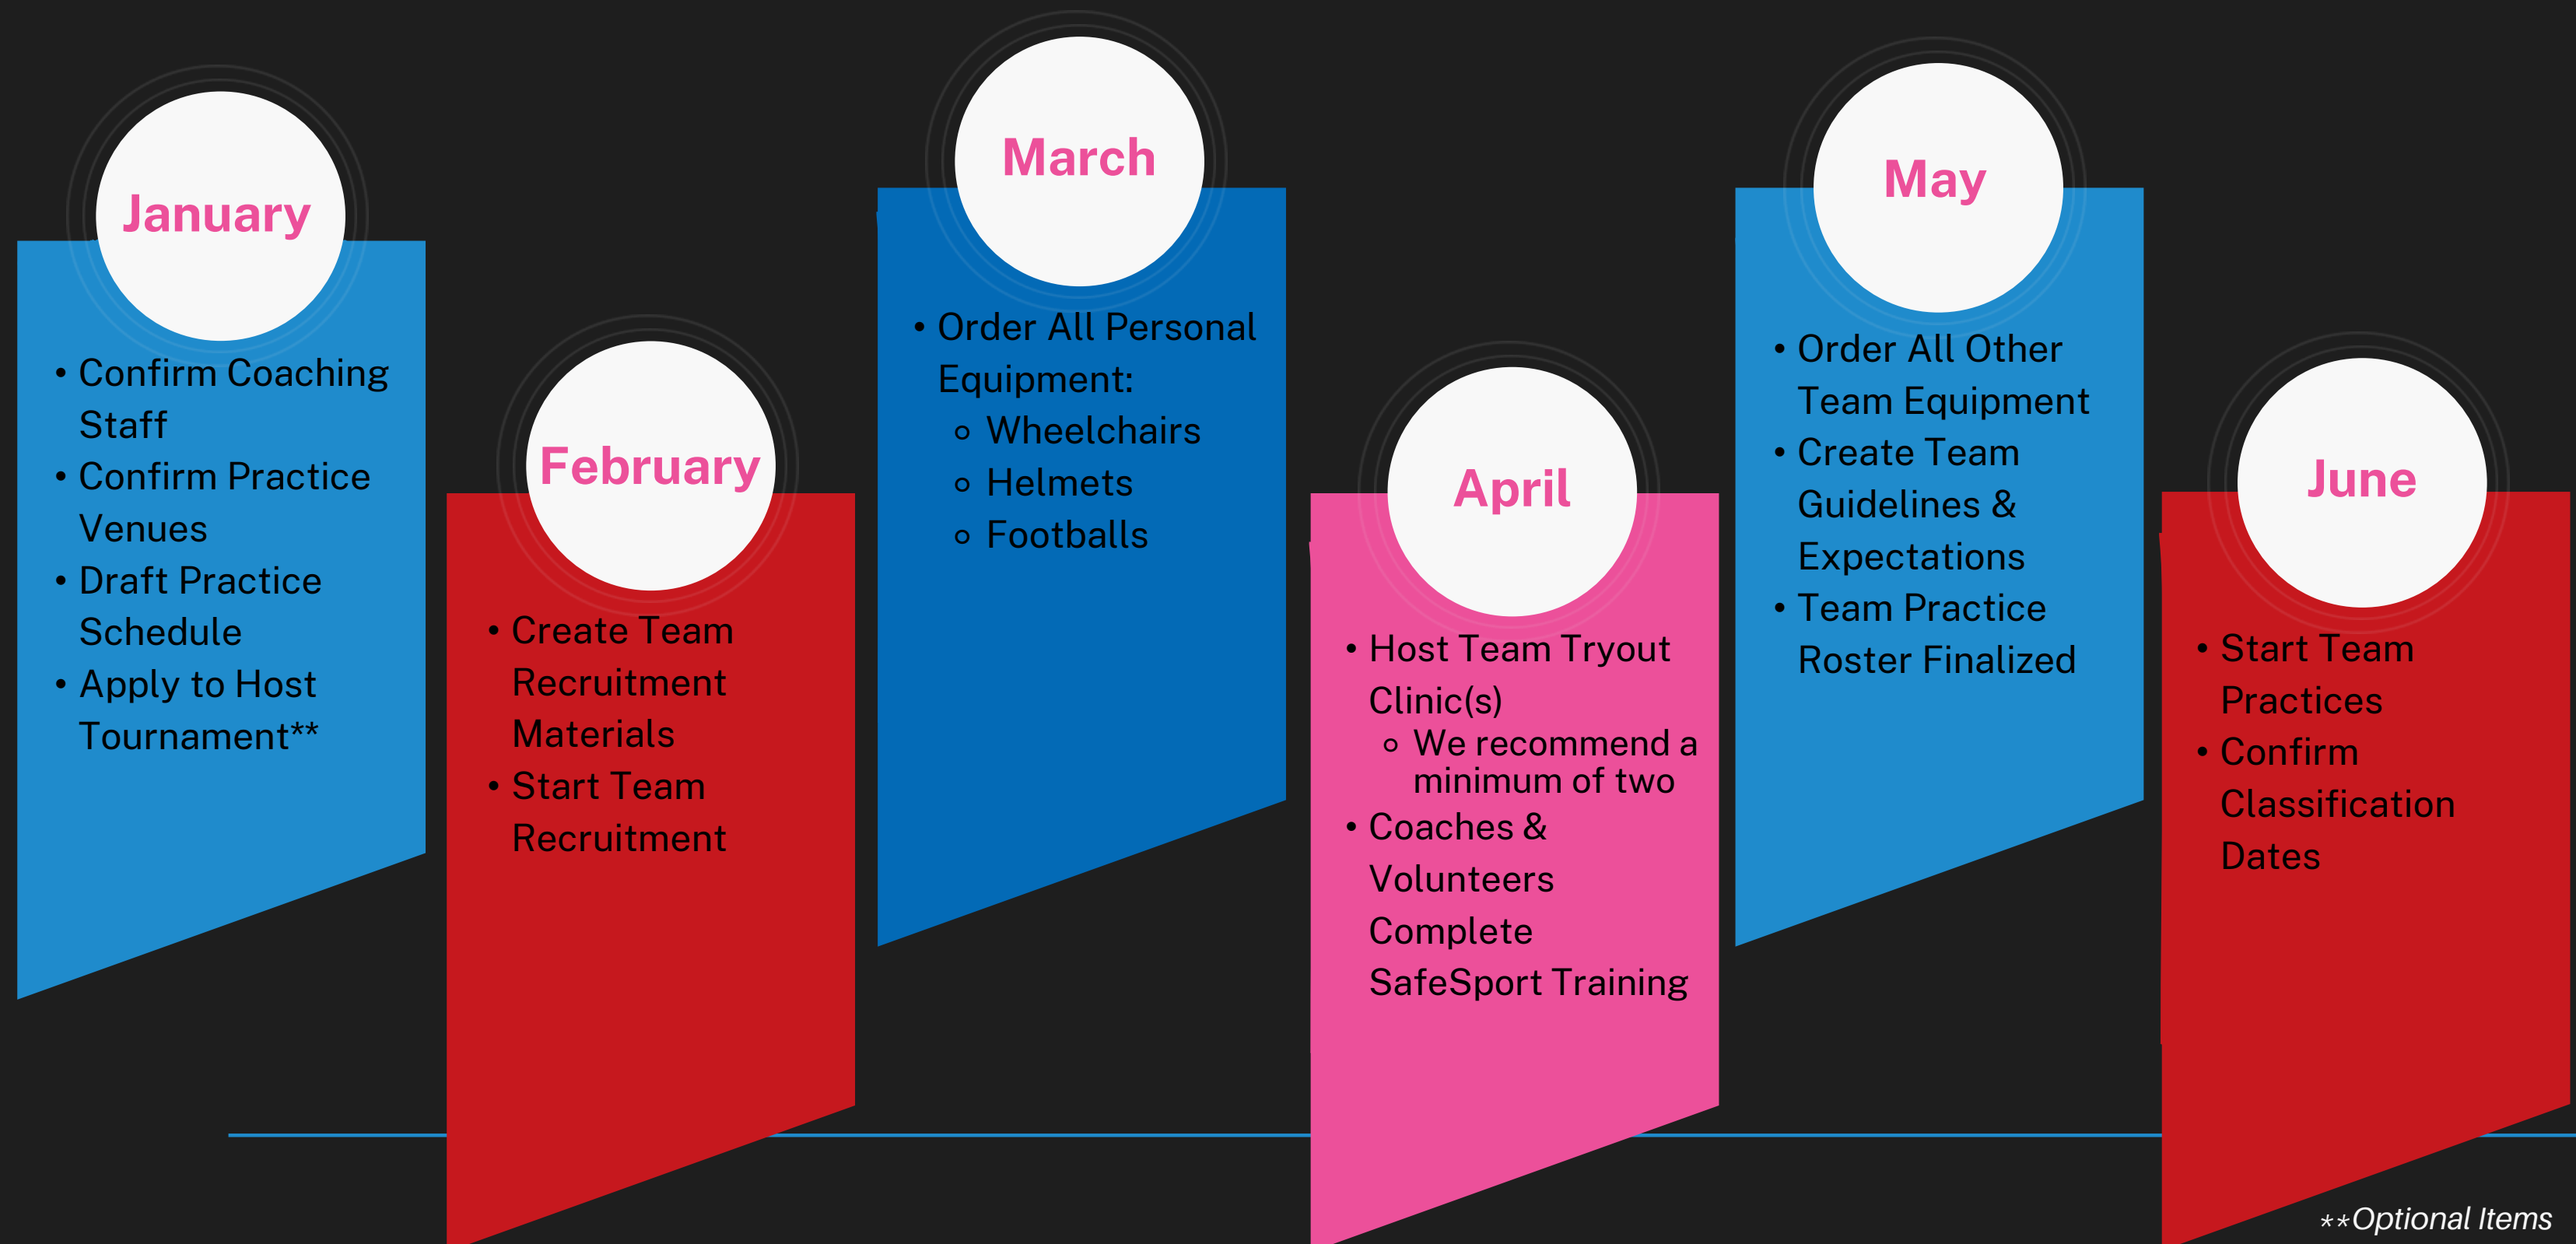 January
• Confirm Coaching
Staff
• Confirm Practice
Venues
• Draft Practice
Schedule
• Apply to Host
Tournament**
February
• Create Team
Recruitment
Materials
• Start Team
Recruitment
March
• Order All Personal
Equipment:
◦ Wheelchairs
◦ Helmets
◦ Footballs
April
• Host Team Tryout
Clinic(s)
◦ We recommend a
minimum of two
• Coaches &
Volunteers
Complete
SafeSport Training
May
• Order All Other
Team Equipment
• Create Team
Guidelines &
Expectations
• Team Practice
Roster Finalized
June
• Start Team
Practices
• Confirm
Classification
Dates
**Optional Items